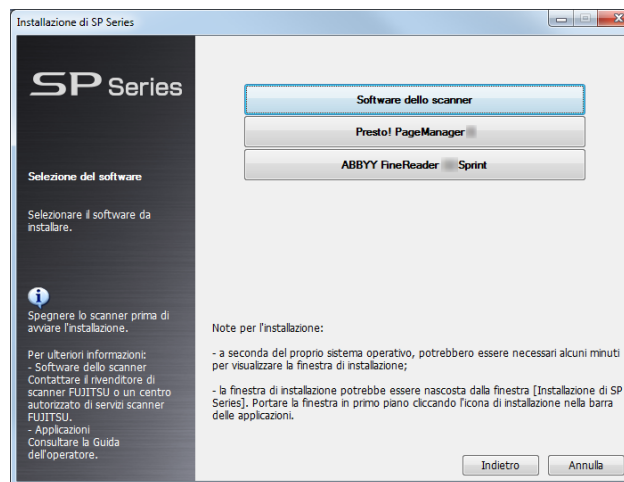 Installazione di SP Series
SP Series
Software dello scanner
Presto! PageManager
ABBYY FineReader Sprint
Selezione del software
Selezionare il software da
installare.
Spegnere lo scanner prima di
avviare l'installazione.
Per ulteriori informazioni:
- Software dello scanner
Contattare il rivenditore di
scanner FUJITSU o un centro
autorizzato di servizi scanner
FUJITSU.
- Applicazioni
Consultare la Guida
dell'operatore.
Note per l'installazione:
- a seconda del proprio sistema operativo, potrebbero essere necessari alcuni minuti
per visualizzare la finestra di installazione;
- la finestra di installazione potrebbe essere nascosta dalla finestra [Installazione di SP
Series]. Portare la finestra in primo piano cliccando l'icona di installazione nella barra
delle applicazioni.
Indietro
Annulla